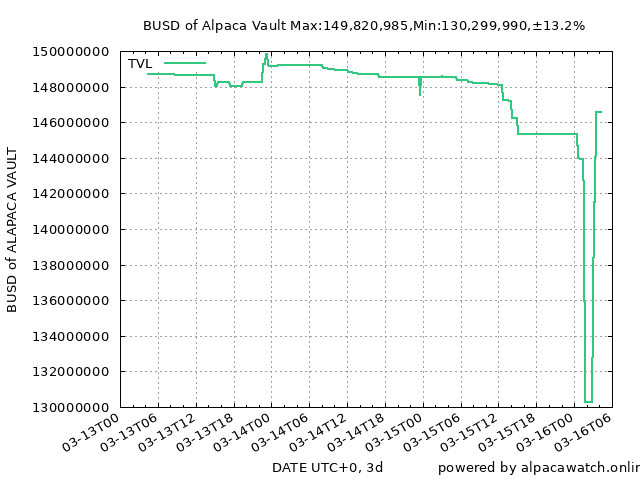 BUSD of Alpaca Vault Max:149,820,985,Min:130,299,990,±13.2%
TVL
150000000
148000000
146000000
144000000
142000000
140000000
138000000
136000000
134000000
132000000
130000000
BUSD of ALAPACA VAULT
03-13T00
03-13T06
03-13T12
03-13T18
03-14T00
03-14T06
03-14T12
03-14T18
03-15T00
03-15T06
03-15T12
03-15T18
03-16T00
03-16T06
DATE UTC+0, 3d
powered by alpacawatch.onlin